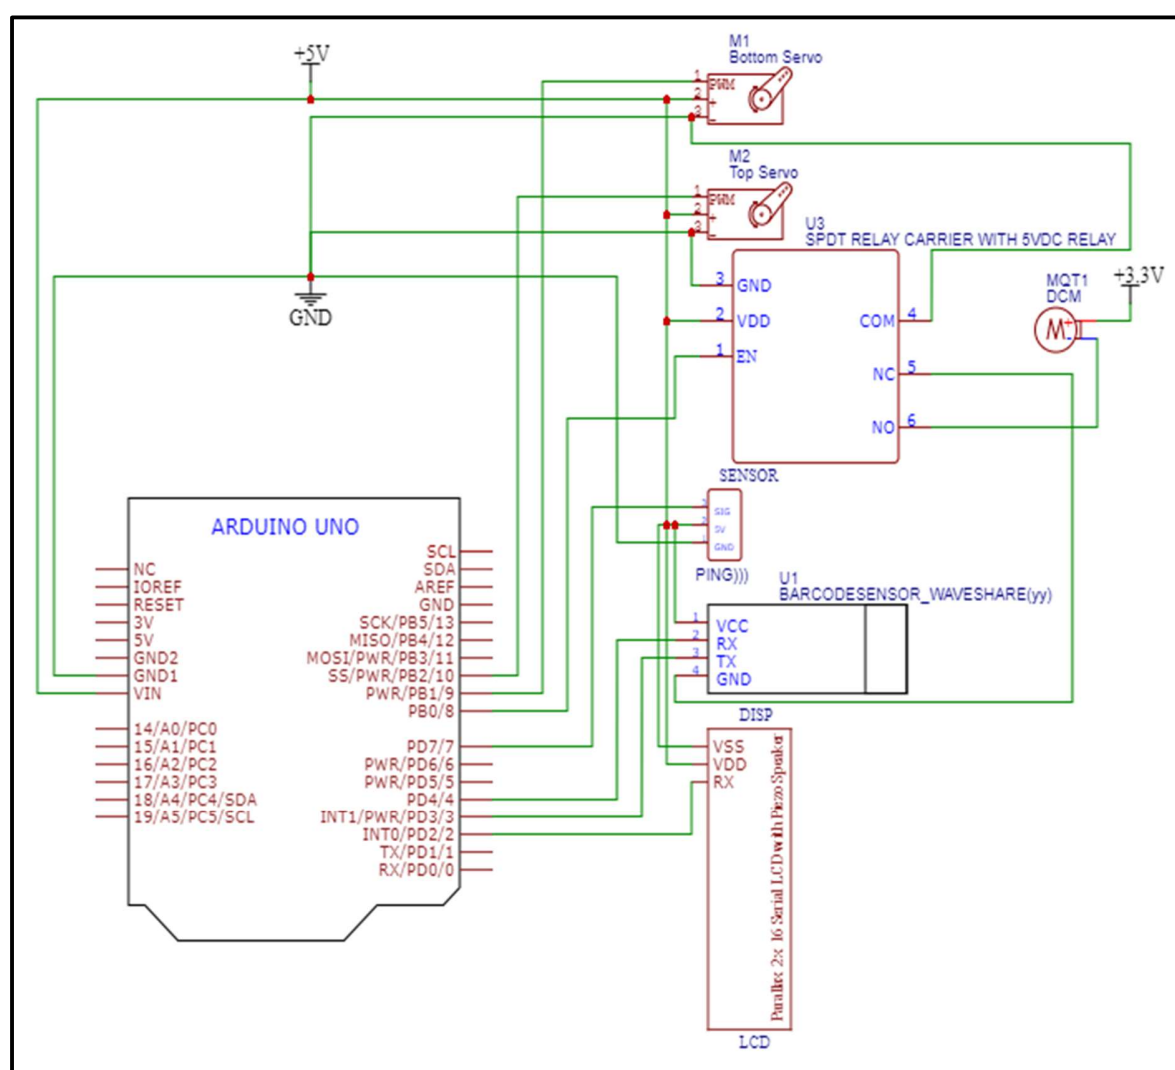 +5V
M1
Bottom Servo
1
PWM
2
+
3
-
M2
Top Servo
1
PWM
2
+
3
-
GND
U3
SPDT RELAY CARRIER WITH 5VDC RELAY
3
GND
2
VDD
1
EN
COM
4
NC
5
NO
6
MQT1
DCM
M
+
-
+3.3V
SENSOR
3
SIG
2
5V
1
GND
PING)))
U1
BARCODESENSOR_WAVESHARE(yy)
1
VCC
2
RX
3
TX
4
GND
DISP
VSS
VDD
RX
Parallax 2x 16 Serial LCD with Piezo Speaker
LCD
ARDUINO UNO
NC
IOREF
RESET
3V
5V
GND2
GND1
VIN
14/A0/PC0
15/A1/PC1
16/A2/PC2
17/A3/PC3
18/A4/PC4/SDA
19/A5/PC5/SCL
SCL
SDA
AREF
GND
SCK/PB5/13
MISO/PB4/12
MOSI/PWR/PB3/11
SS/PWR/PB2/10
PWR/PB1/9
PB0/8
PD7/7
PWR/PD6/6
PWR/PD5/5
PD4/4
INT1/PWR/PD3/3
INT0/PD2/2
TX/PD1/1
RX/PD0/0